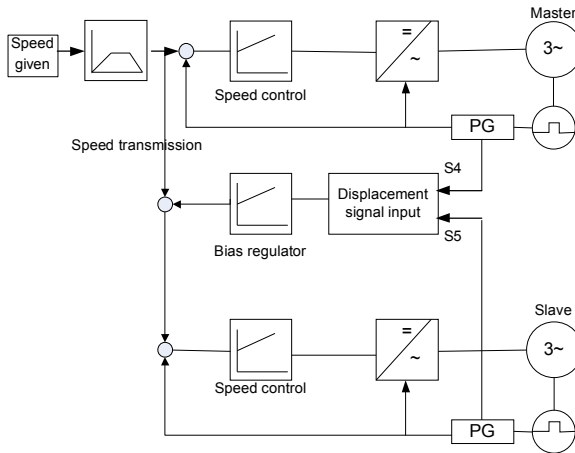 Master
Speed
given
=
~
3~
Speed control
PG
Speed transmission
S4
Displacement
signal input
S5
Bias regulator
Slave
=
~
3~
Speed control
PG